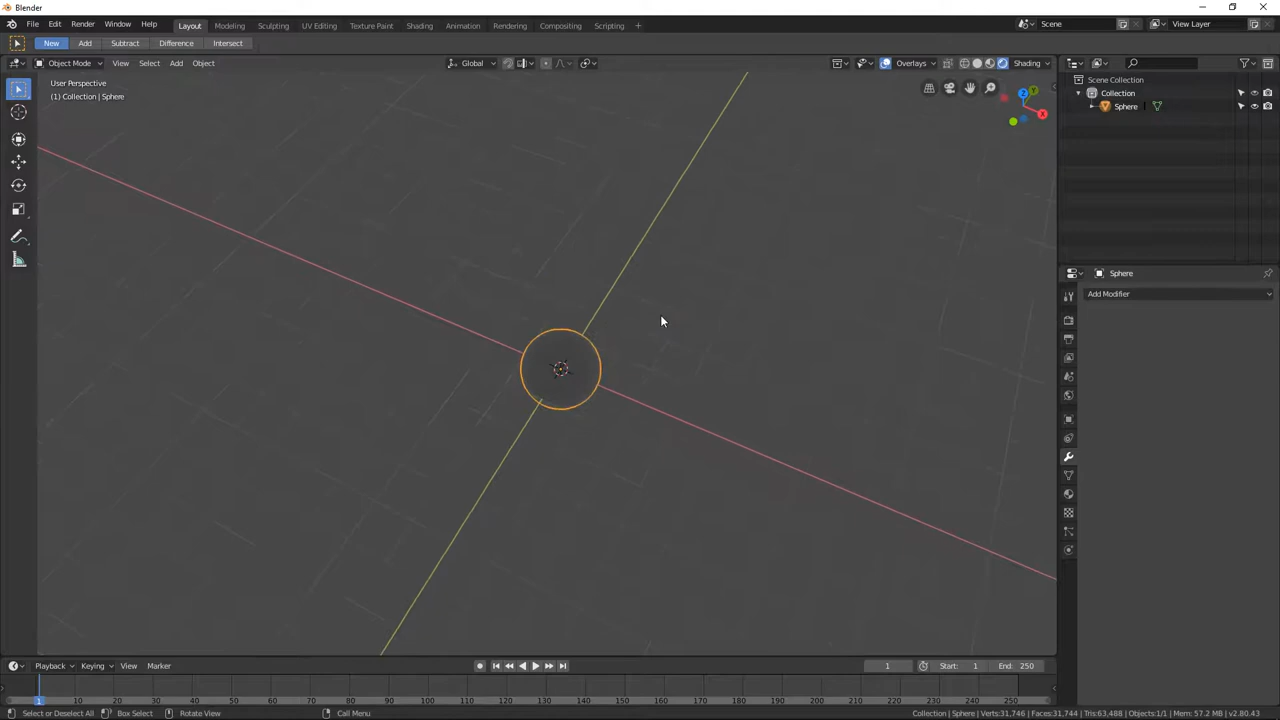 Blender
File Edit Render Window Help Layout Modeling Sculpting UV Editing Texture Paint Shading Animation Rendering Compositing Scripting + Scene View Layer
New Add Subtract Difference Intersect
Object Mode View Select Add Object Global Overlays Shading
User Perspective
(1) Collection | Sphere
Z
Y
X
Scene Collection
Collection
Sphere
Sphere
Add Modifier
Playback Keying View Marker 1 Start: 1 End: 250
1 10 20 30 40 50 60 70 80 90 100 110 120 130 140 150 160 170 180 190 200 210 220 230 240 250
Select or Deselect All Box Select Rotate View Call Menu Collection | Sphere | Verts:31,746 | Faces:31,744 | Tris:63,488 | Objects:1/1 | Mem: 57.2 MB | v2.80.43